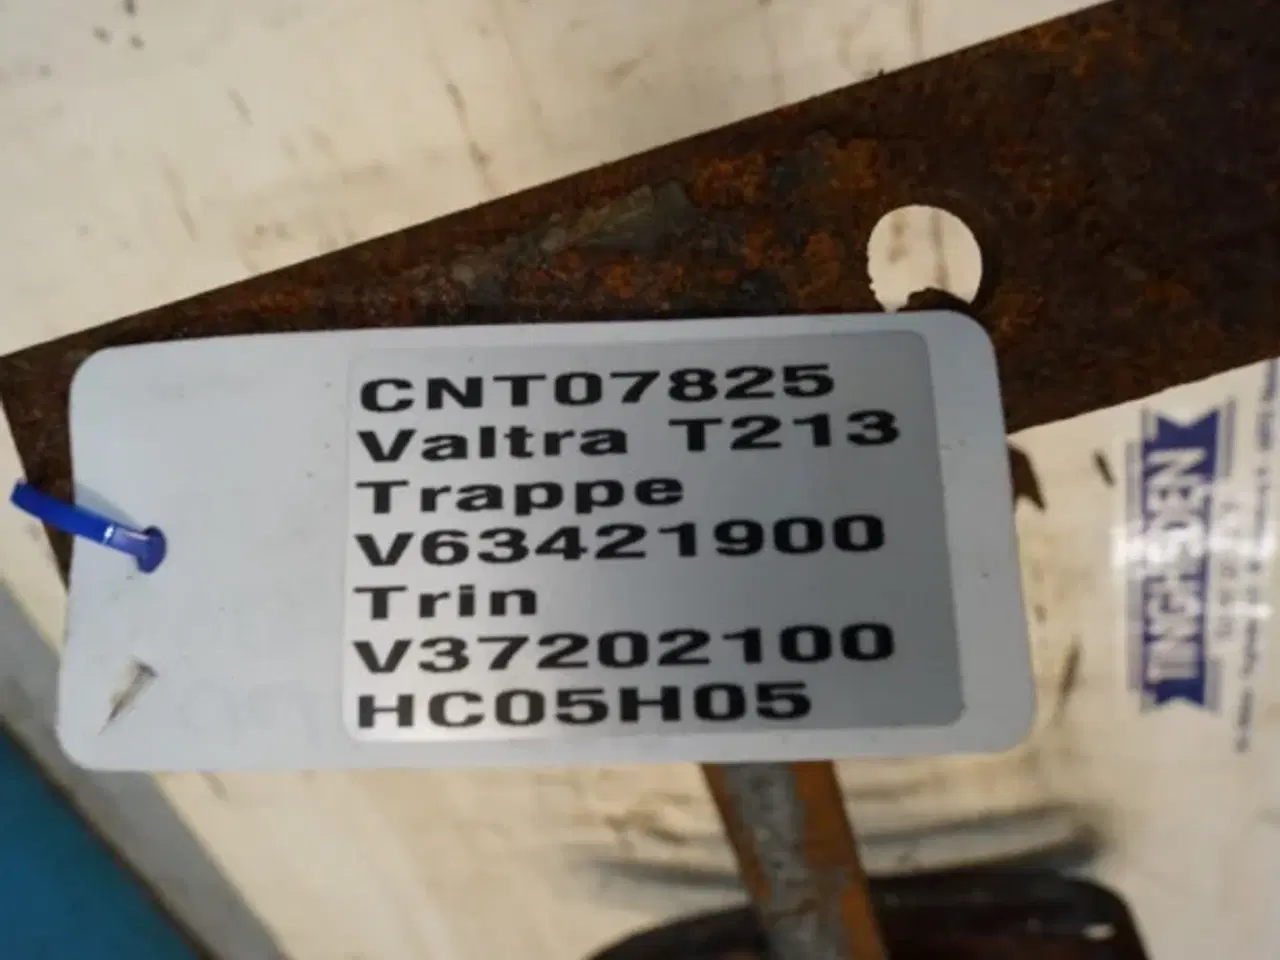 CNT07825
Valtra T213
Trappe
V63421900
Trin
V37202100
HC05H05